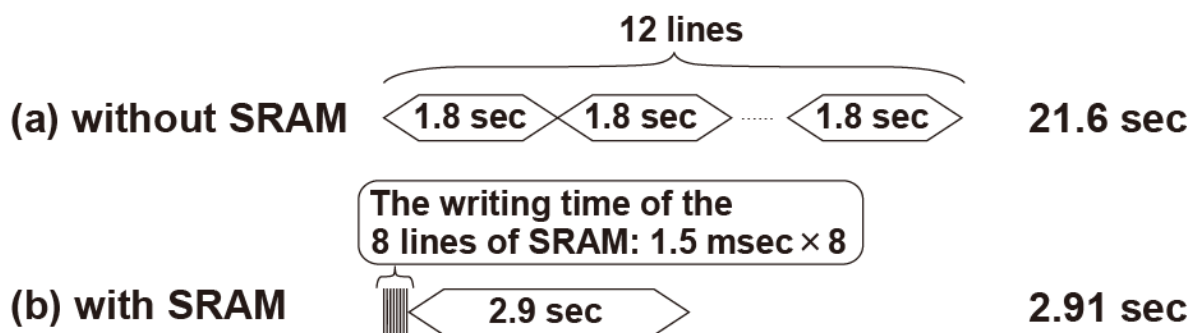 12 lines
(a) without SRAM 1.8 sec 1.8 sec ...... 1.8 sec 21.6 sec
The writing time of the
8 lines of SRAM: 1.5 msec × 8
(b) with SRAM 2.9 sec 2.91 sec